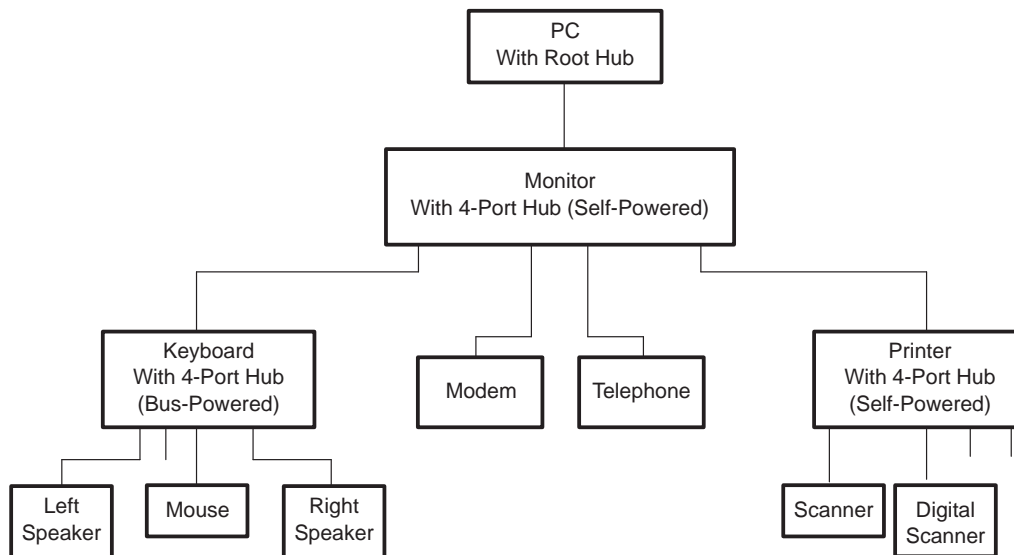 PC
With Root Hub
Monitor
With 4-Port Hub (Self-Powered)
Keyboard
With 4-Port Hub
(Bus-Powered)
Modem
Telephone
Printer
With 4-Port Hub
(Self-Powered)
Left
Speaker
Mouse
Right
Speaker
Scanner
Digital
Scanner